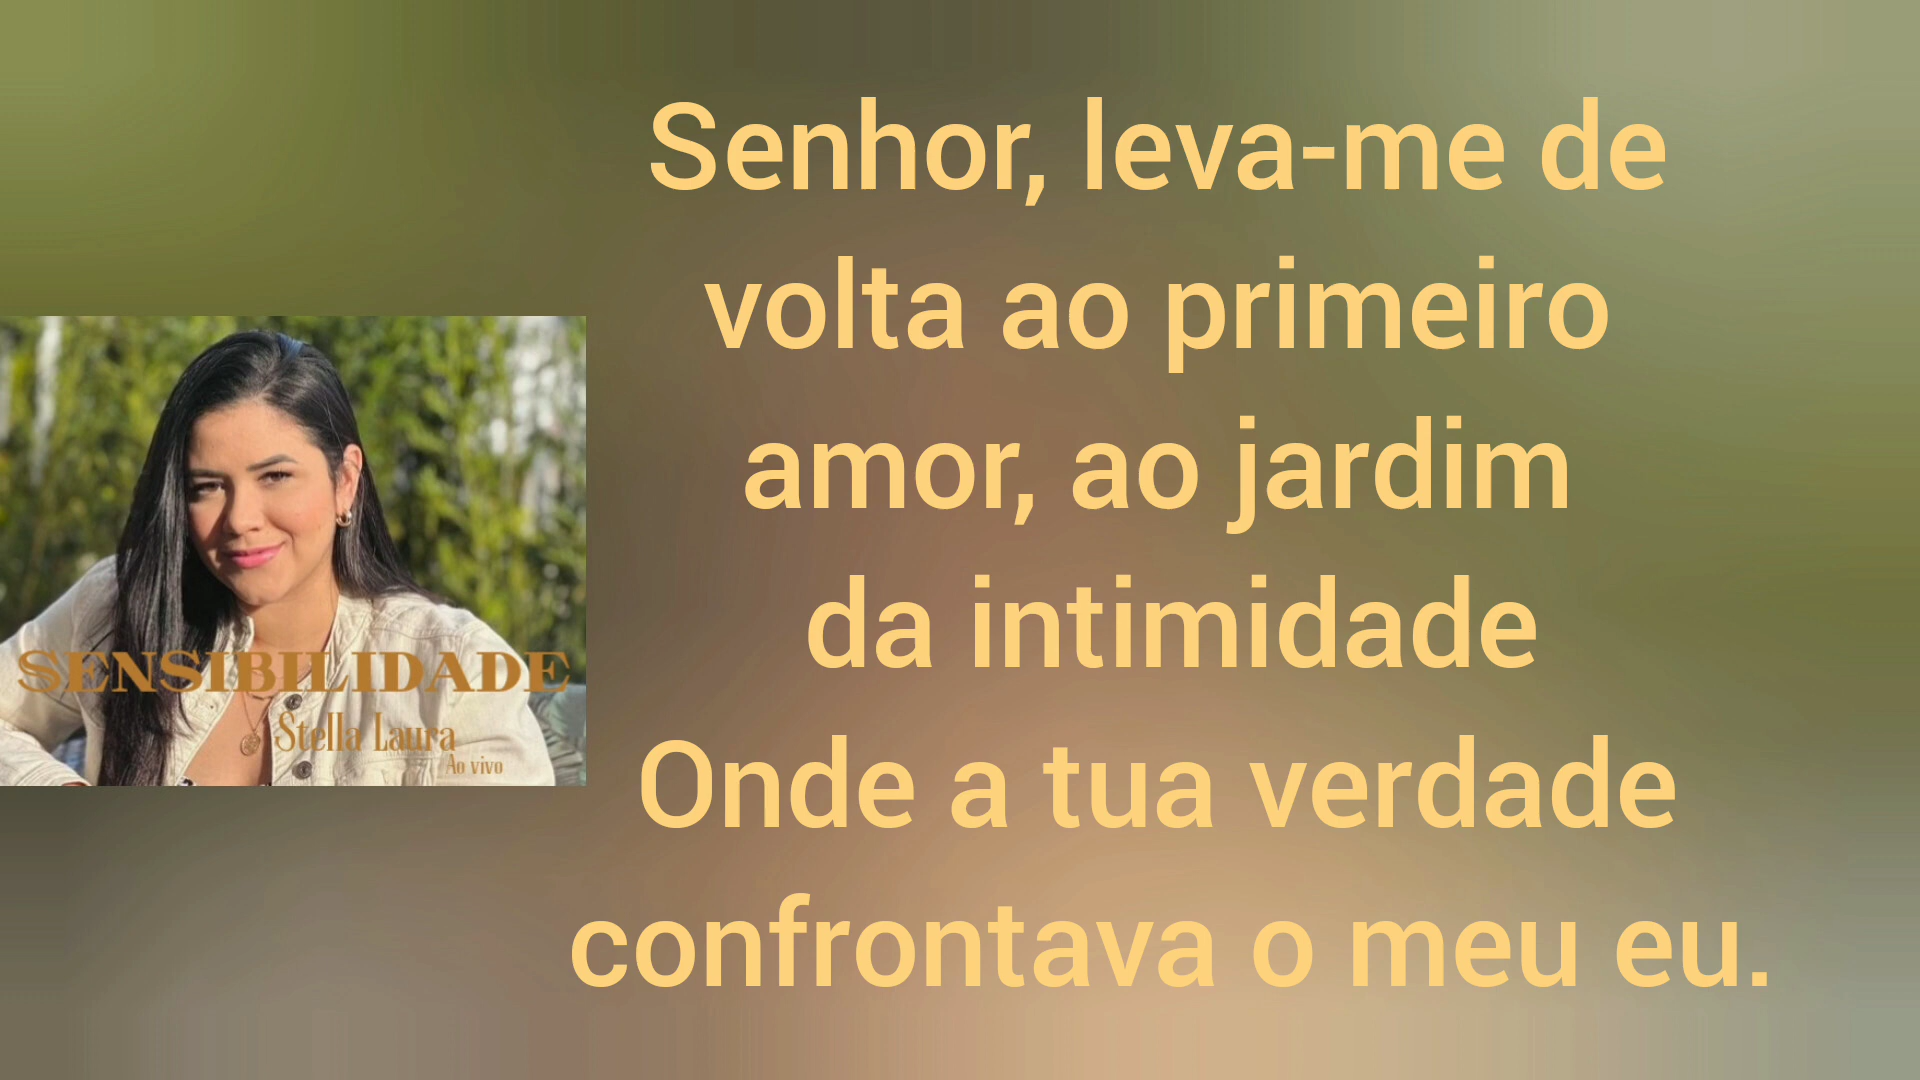 Senhor, leva-me de
volta ao primeiro
amor, ao jardim
da intimidade
Onde a tua verdade
confrontava o meu eu.
SENSIBILIDADE
Stella Laura
Ao vivo